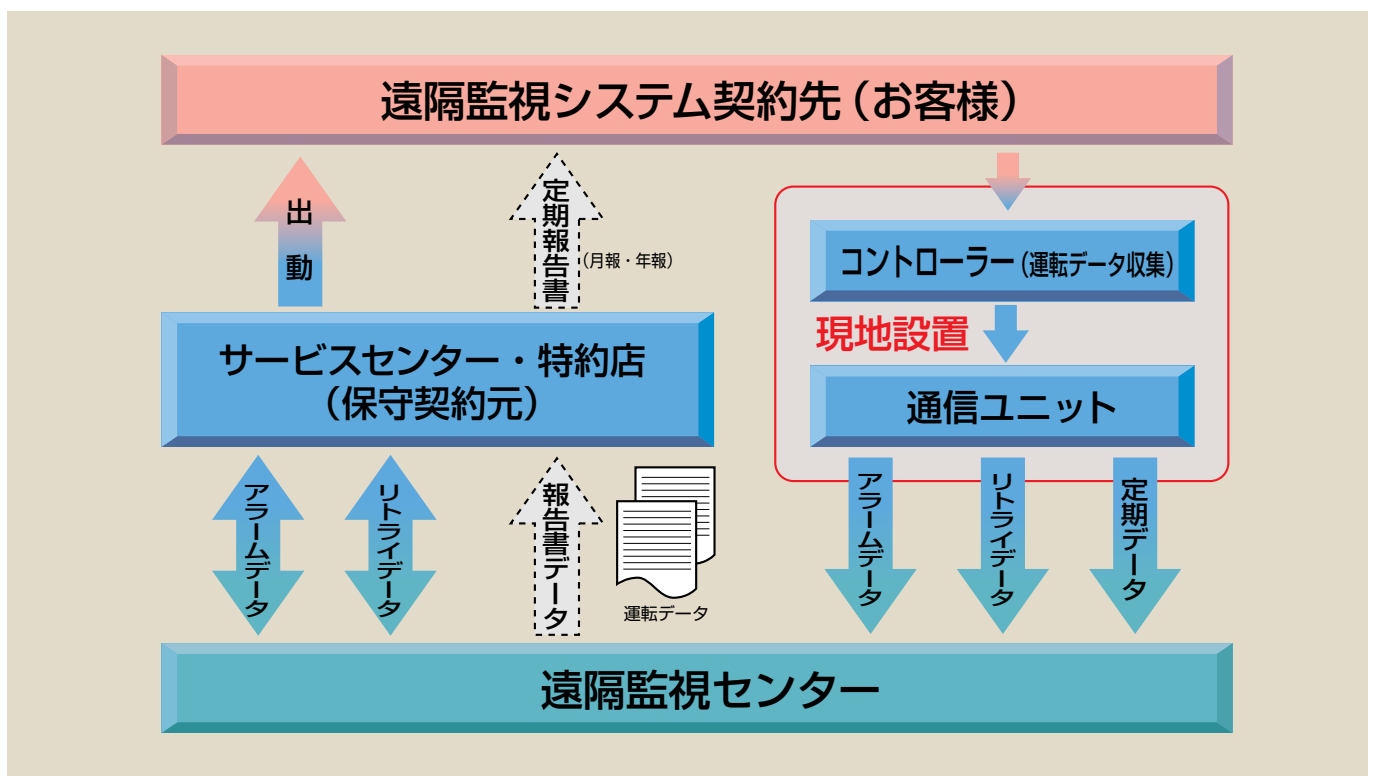 遠隔監視システム契約先（お客様）
出動
定期報告書
（月報・年報）
コントローラー（運転データ収集）
現地設置
通信ユニット
サービスセンター・特約店
（保守契約元）
アラームデータ
リトライデータ
報告書データ
運転データ
アラームデータ
リトライデータ
定期データ
遠隔監視センター